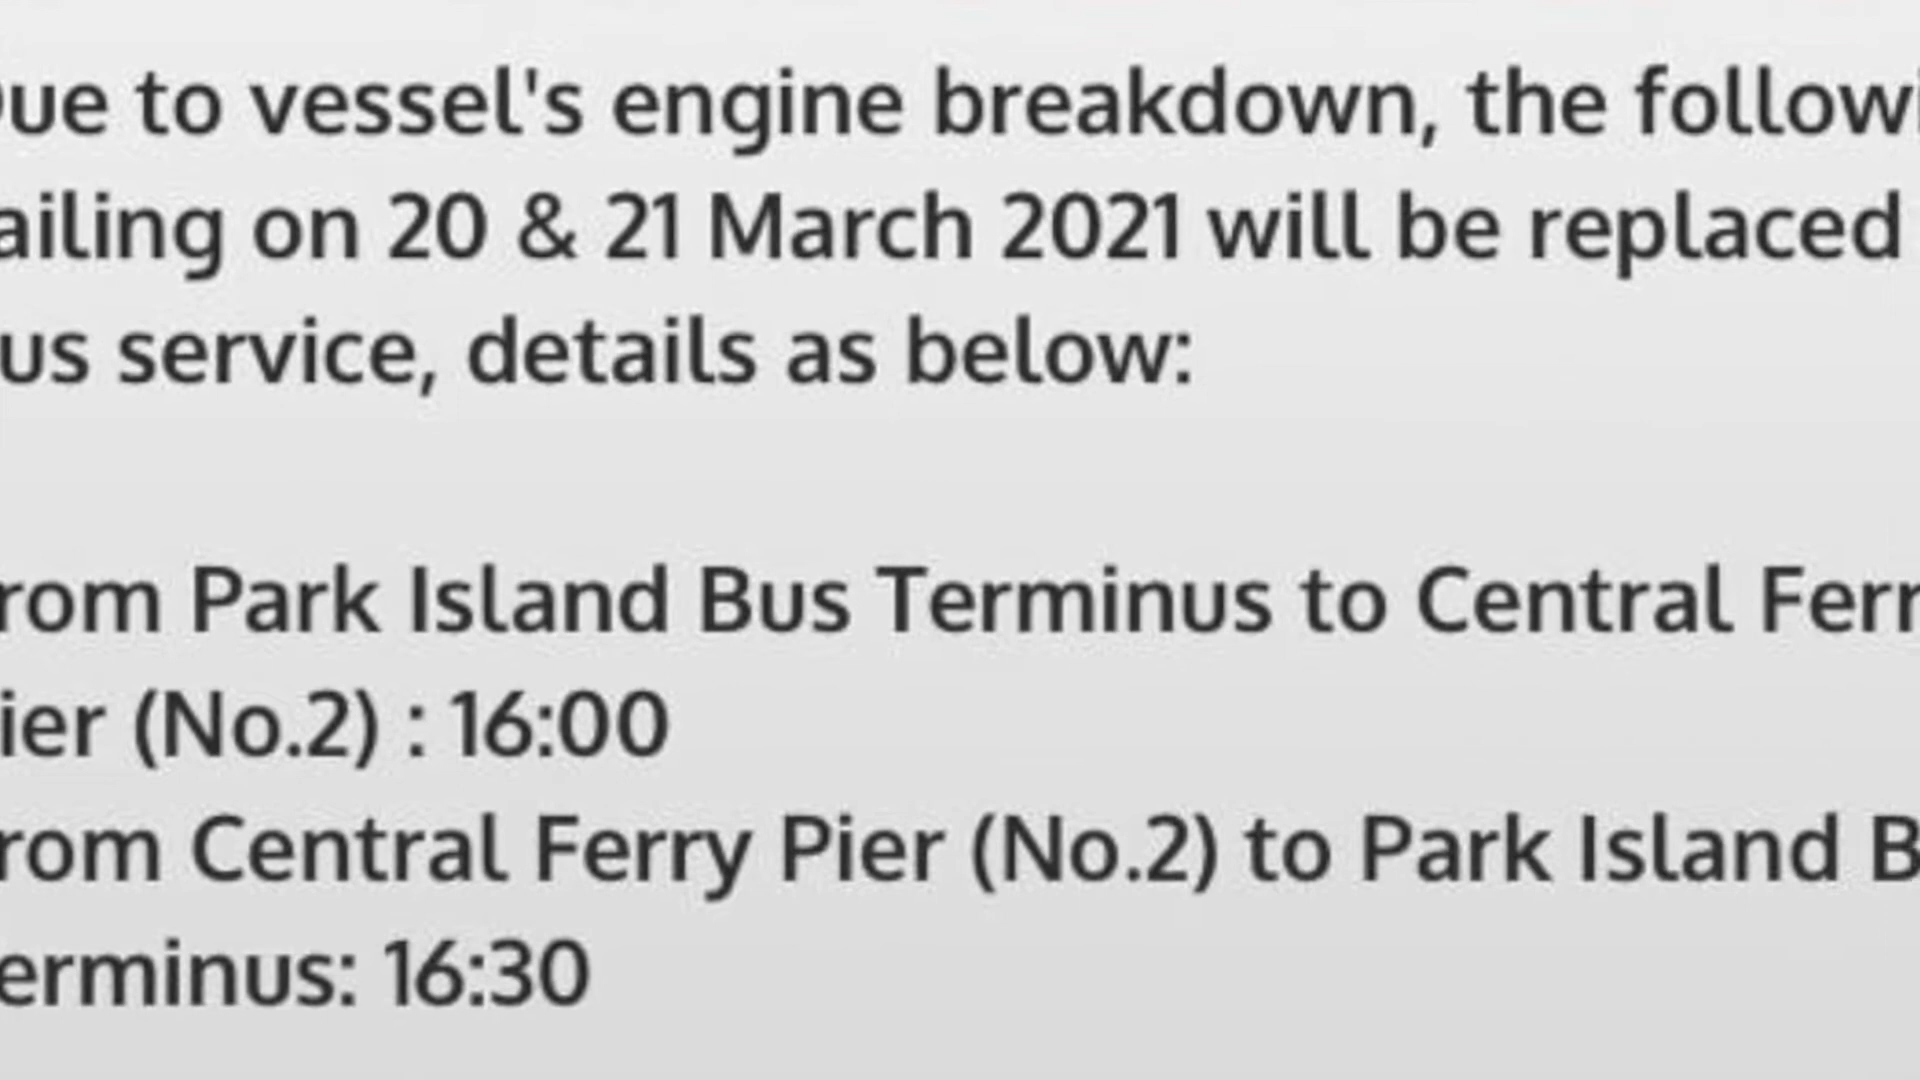 ue to vessel's engine breakdown, the followi
ailing on 20 & 21 March 2021 will be replaced
us service, details as below:
rom Park Island Bus Terminus to Central Ferr
ier (No.2) : 16:00
rom Central Ferry Pier (No.2) to Park Island B
erminus: 16:30